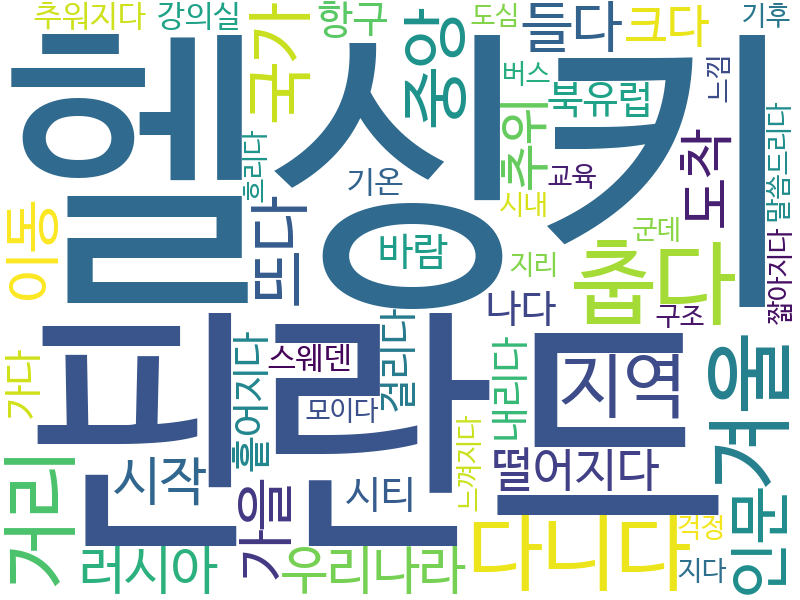 추워지다
강의실
국가
항구
중앙
도심
들다
크다
기후
헬싱키
버스
북유럽
느낌
추위
흐리다
기온
교육
도착
말씀드리다
시내
이동
뜨다
바람
군데
지리
춥다
짧아지다
나다
구조
핀란드
지역
겨울
가다
흩어지다
스웨덴
걸리다
내리다
모이다
거리
시작
가을
시티
느껴지다
떨어지다
인문
러시아
우리나라
다니다
걱정
지다